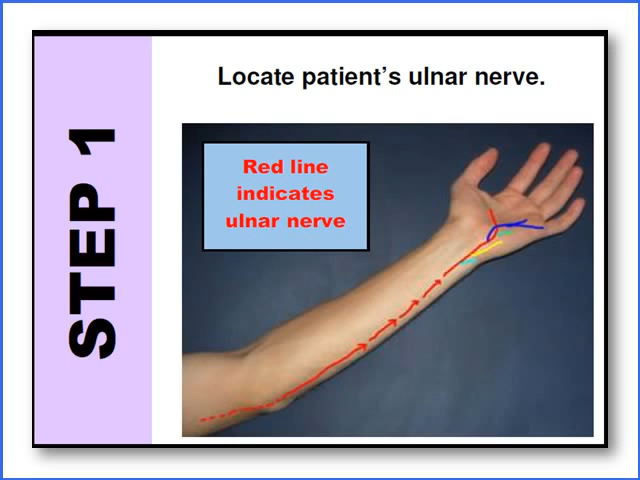 STEP 1
Locate patient’s ulnar nerve.
Red line
indicates
ulnar nerve